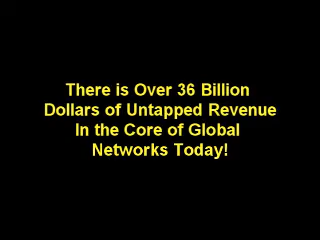 There is Over 36 Billion
Dollars of Untapped Revenue
In the Core of Global
Networks Today!